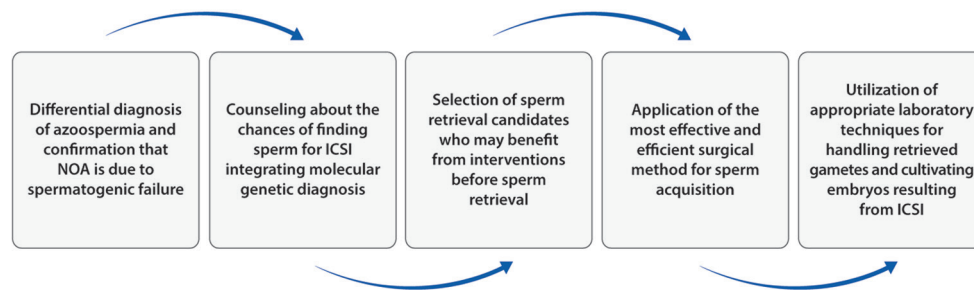 Differential diagnosis
of azoospermia and
confirmation that
NOA is due to
spermatogenic failure
Counseling about the
chances of finding
sperm for ICSI
integrating molecular
genetic diagnosis
Selection of sperm
retrieval candidates
who may benefit
from interventions
before sperm
retrieval
Application of the
most effective and
efficient surgical
method for sperm
acquisition
Utilization of
appropriate laboratory
techniques for
handling retrieved
gametes and cultivating
embryos resulting
from ICSI